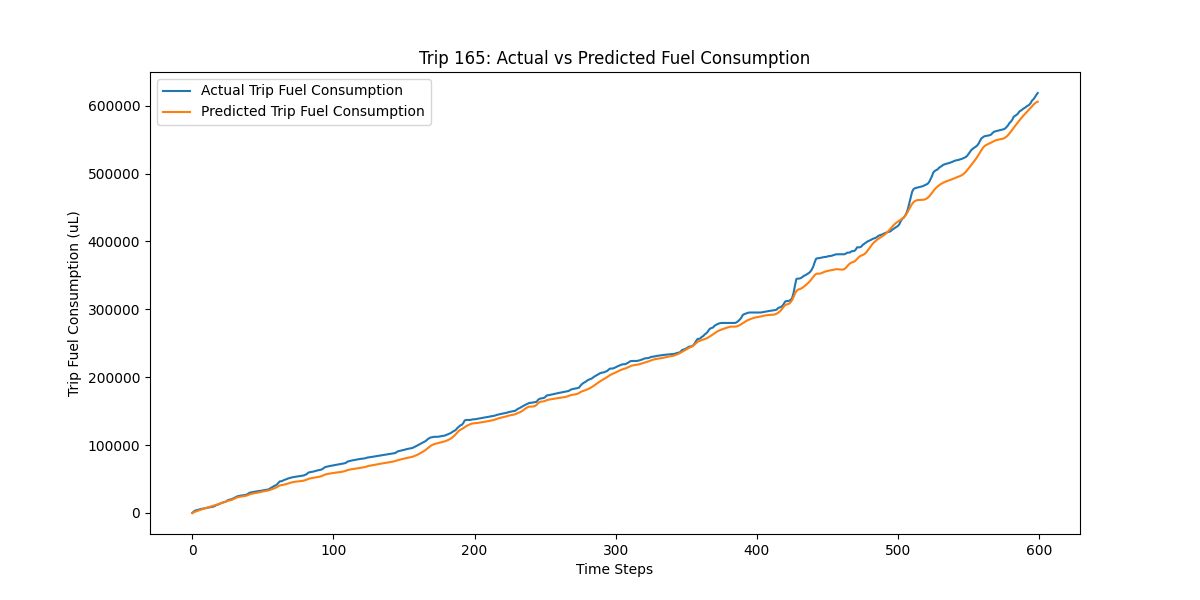 Trip 165: Actual vs Predicted Fuel Consumption
Actual Trip Fuel Consumption
Predicted Trip Fuel Consumption
Trip Fuel Consumption (uL)
600000
500000
400000
300000
200000
100000
0
0 100 200 300 400 500 600
Time Steps